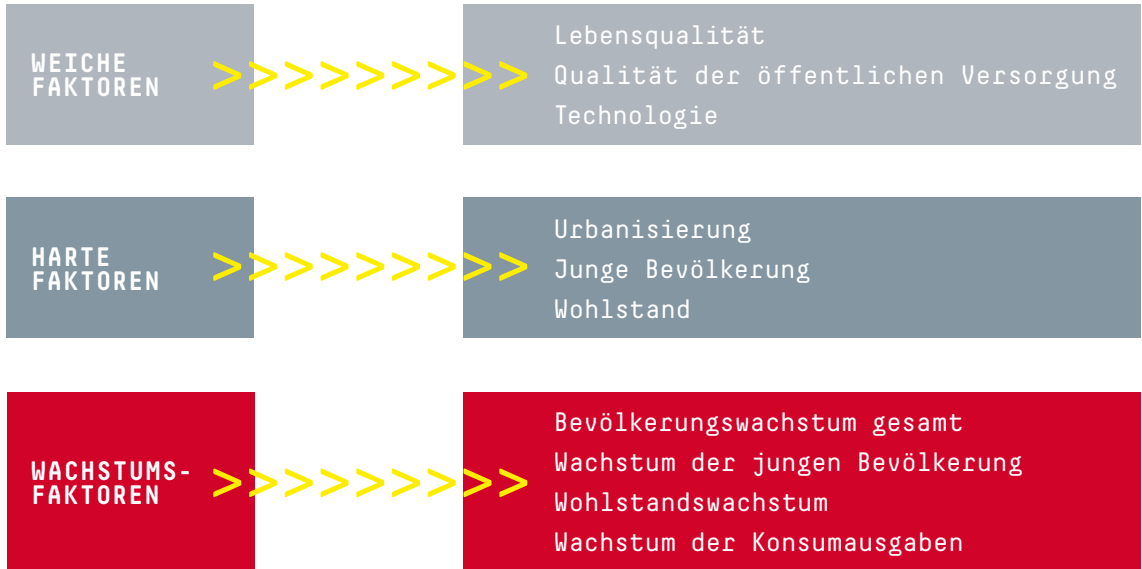 WEICHE
FAKTOREN
>>>>>>>>>
Lebensqualität
Qualität der öffentlichen Versorgung
Technologie
HARTE
FAKTOREN
>>>>>>>>>
Urbanisierung
Junge Bevölkerung
Wohlstand
WACHSTUMS-
FAKTOREN
>>>>>>>>>
Bevölkerungswachstum gesamt
Wachstum der jungen Bevölkerung
Wohlstandswachstum
Wachstum der Konsumausgaben